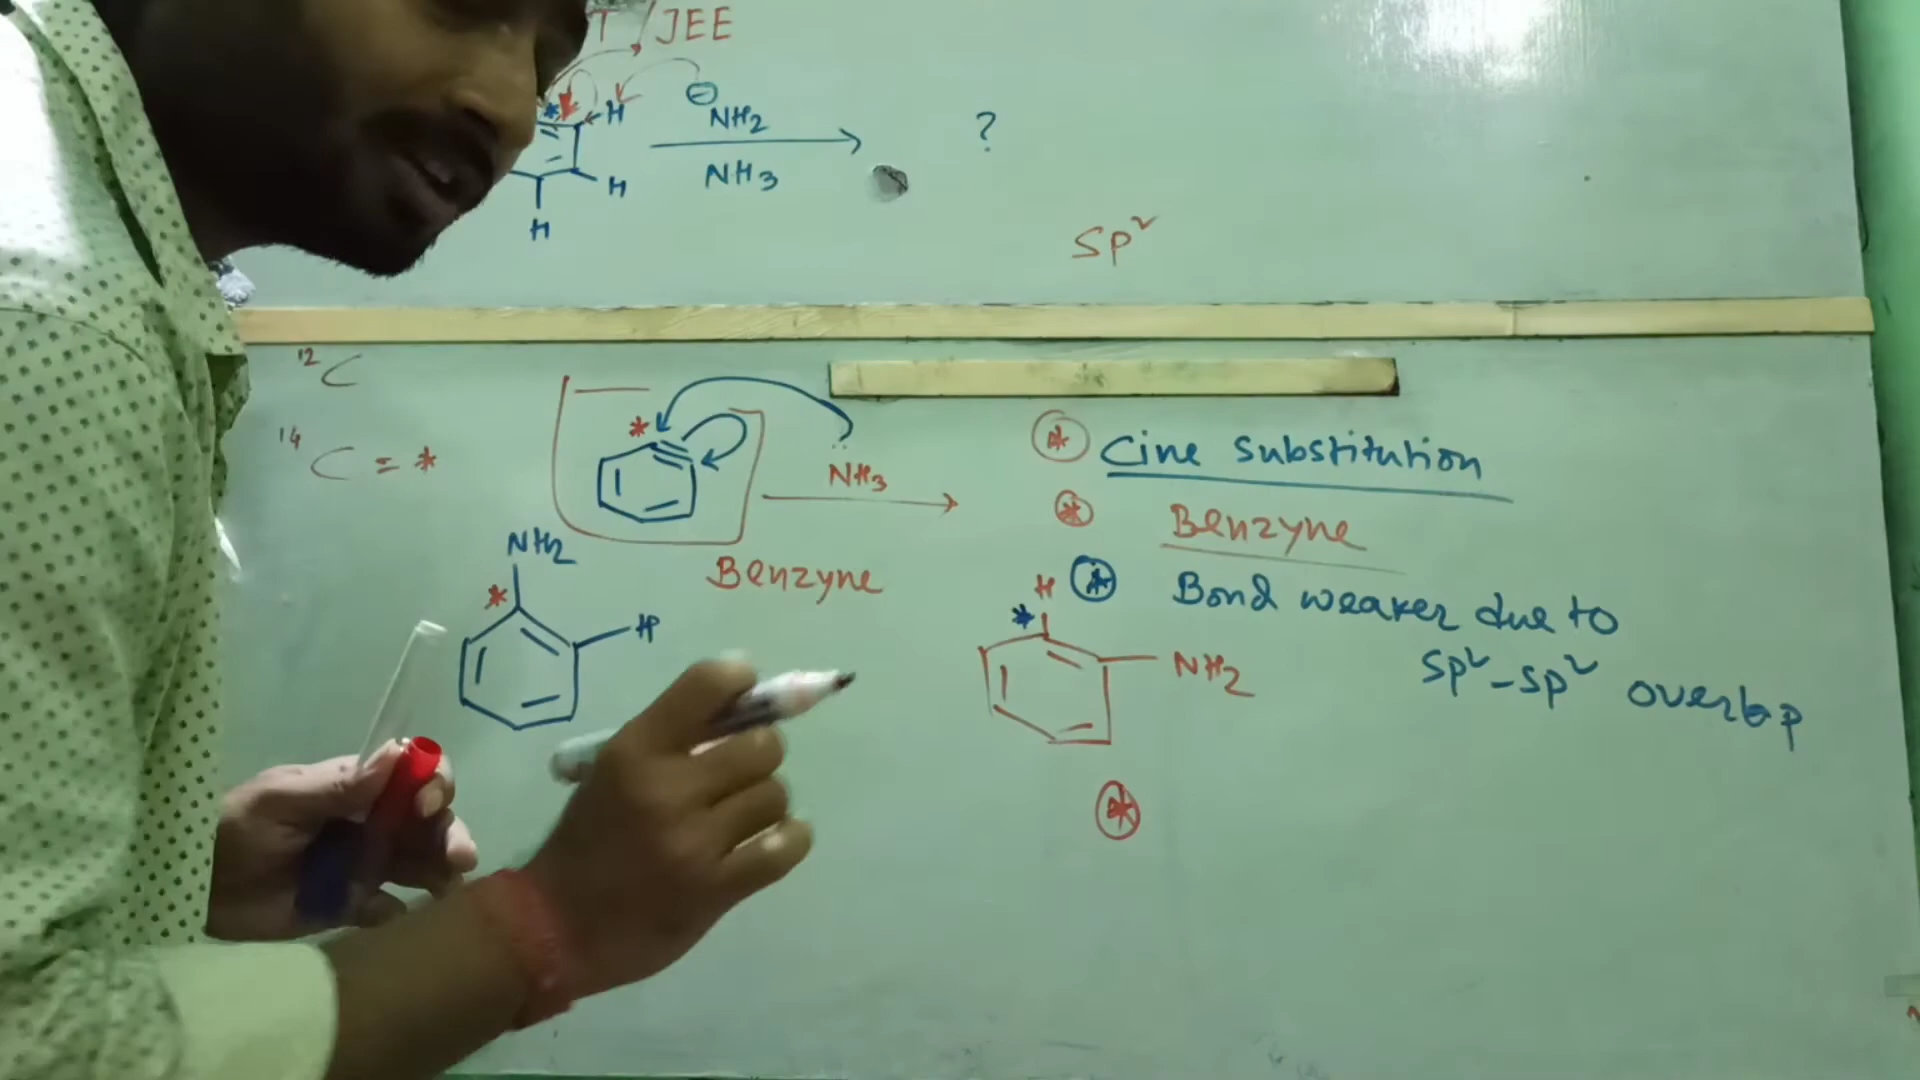 T/JEE
* H
⊖
NH2
NH3
?
H
H
Sp²
¹²C
¹⁴C = *
*
NH3
Benzyne
* Cine Substitution
* Benzyne
* Bond weaker due to
Sp²-Sp² overlap
NH2
*
H
H
*
NH2
*